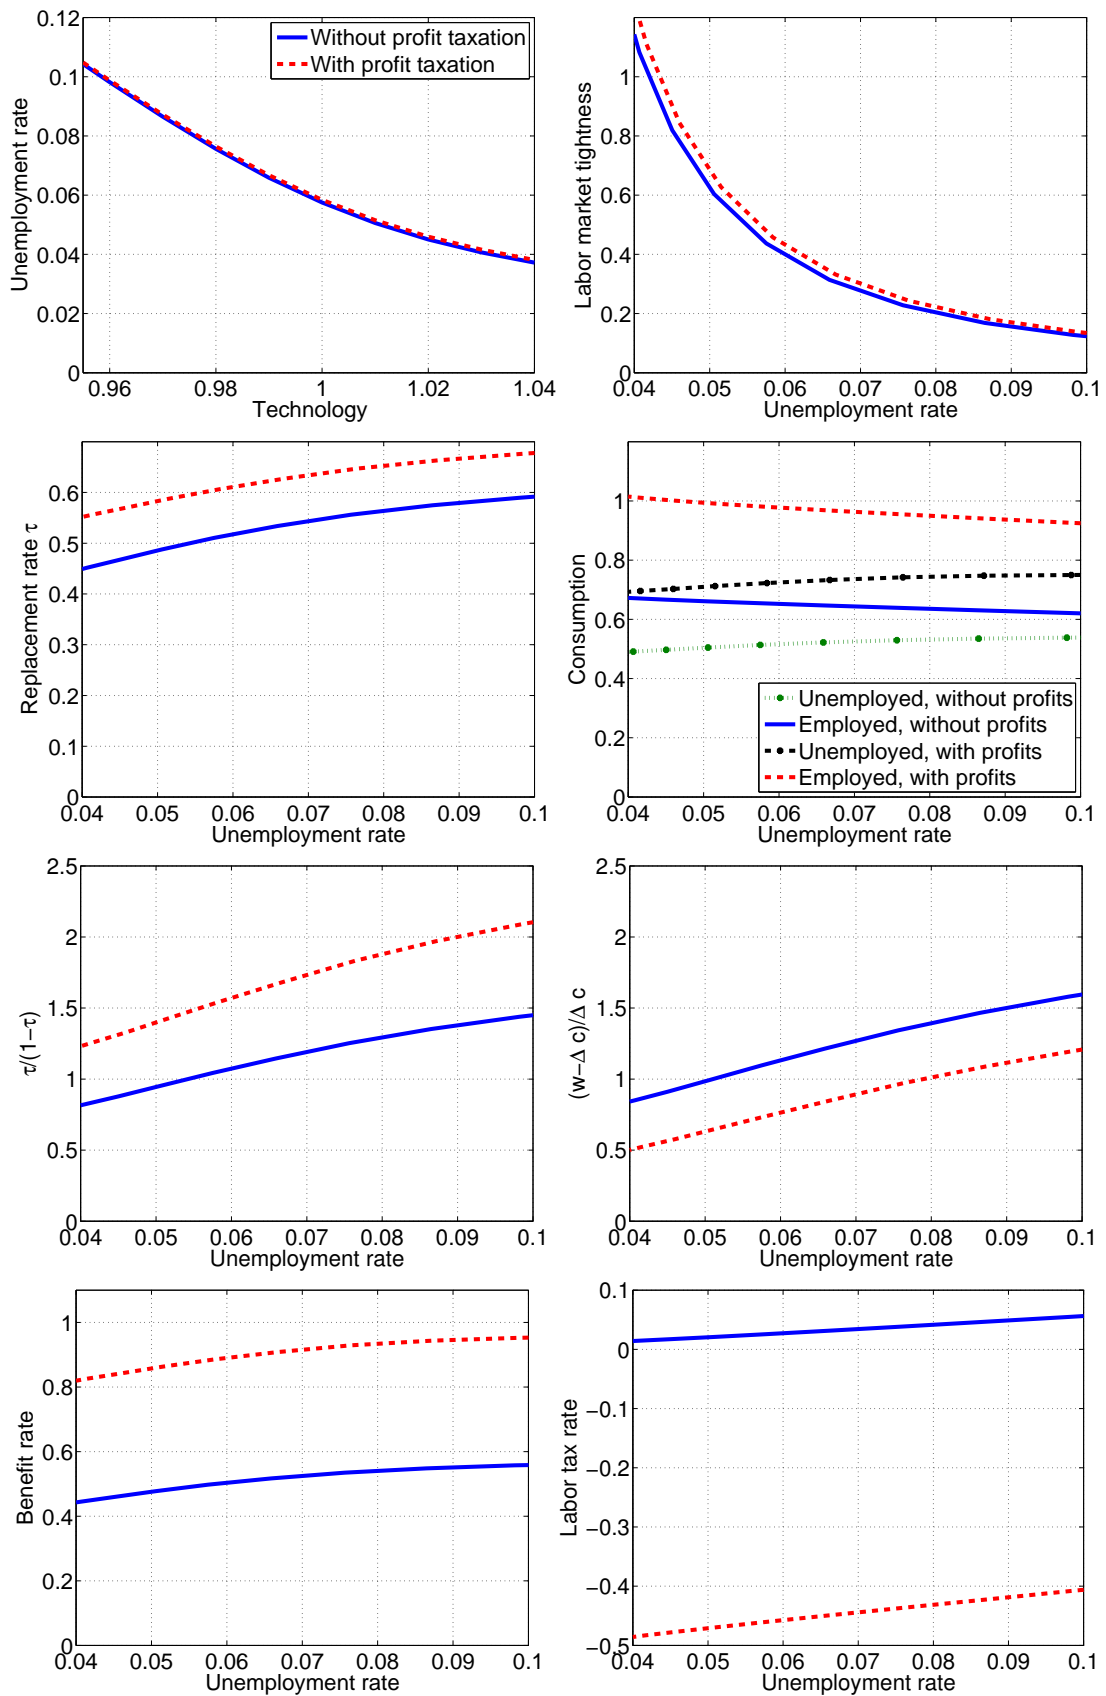 0.12
0.1
0.08
0.06
0.04
0.02
0
Unemployment rate
Without profit taxation
With profit taxation
0.96 0.98 1 1.02 1.04
Technology
1
0.8
0.6
0.4
0.2
0
Labor market tightness
0.04 0.05 0.06 0.07 0.08 0.09 0.1
Unemployment rate
0.6
0.5
0.4
0.3
0.2
0.1
0
Replacement rate τ
0.04 0.05 0.06 0.07 0.08 0.09 0.1
Unemployment rate
1
0.8
0.6
0.4
0.2
0
Consumption
Unemployed, without profits
Employed, without profits
Unemployed, with profits
Employed, with profits
0.04 0.05 0.06 0.07 0.08 0.09 0.1
Unemployment rate
2.5
2
1.5
1
0.5
0
τ/(1−τ)
0.04 0.05 0.06 0.07 0.08 0.09 0.1
Unemployment rate
2.5
2
1.5
1
0.5
0
(w−Δ c)/Δ c
0.04 0.05 0.06 0.07 0.08 0.09 0.1
Unemployment rate
1
0.8
0.6
0.4
0.2
0
Benefit rate
0.04 0.05 0.06 0.07 0.08 0.09 0.1
Unemployment rate
0.1
0
−0.1
−0.2
−0.3
−0.4
−0.5
Labor tax rate
0.04 0.05 0.06 0.07 0.08 0.09 0.1
Unemployment rate